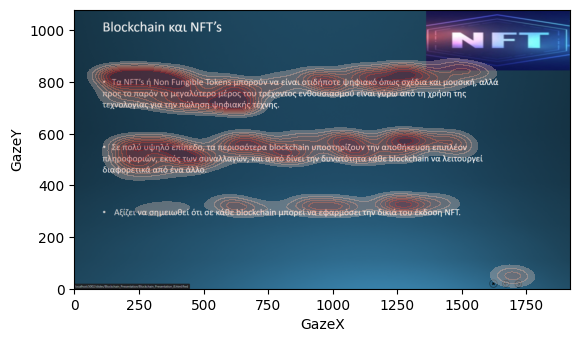 Blockchain και NFT's
NFT
• Τα NFT's ή Non Fungible Tokens μπορούν να είναι οτιδήποτε ψηφιακό όπως σχέδια και μουσική, αλλά
προς το παρόν το μεγαλύτερο μέρος του τρέχοντος ενθουσιασμού είναι γύρω από τη χρήση της
τεχνολογίας για την πώληση ψηφιακής τέχνης.
• Σε πολύ υψηλό επίπεδο, τα περισσότερα blockchain υποστηρίζουν την αποθήκευση επιπλέον
πληροφοριών, εκτός των συναλλαγών, και αυτό δίνει την δυνατότητα κάθε blockchain να λειτουργεί
διαφορετικά από ένα άλλο.
• Αξίζει να σημειωθεί ότι σε κάθε blockchain μπορεί να εφαρμόσει την δικιά του έκδοση NFT.
GazeY
1000
800
600
400
200
0
0 250 500 750 1000 1250 1500 1750
GazeX